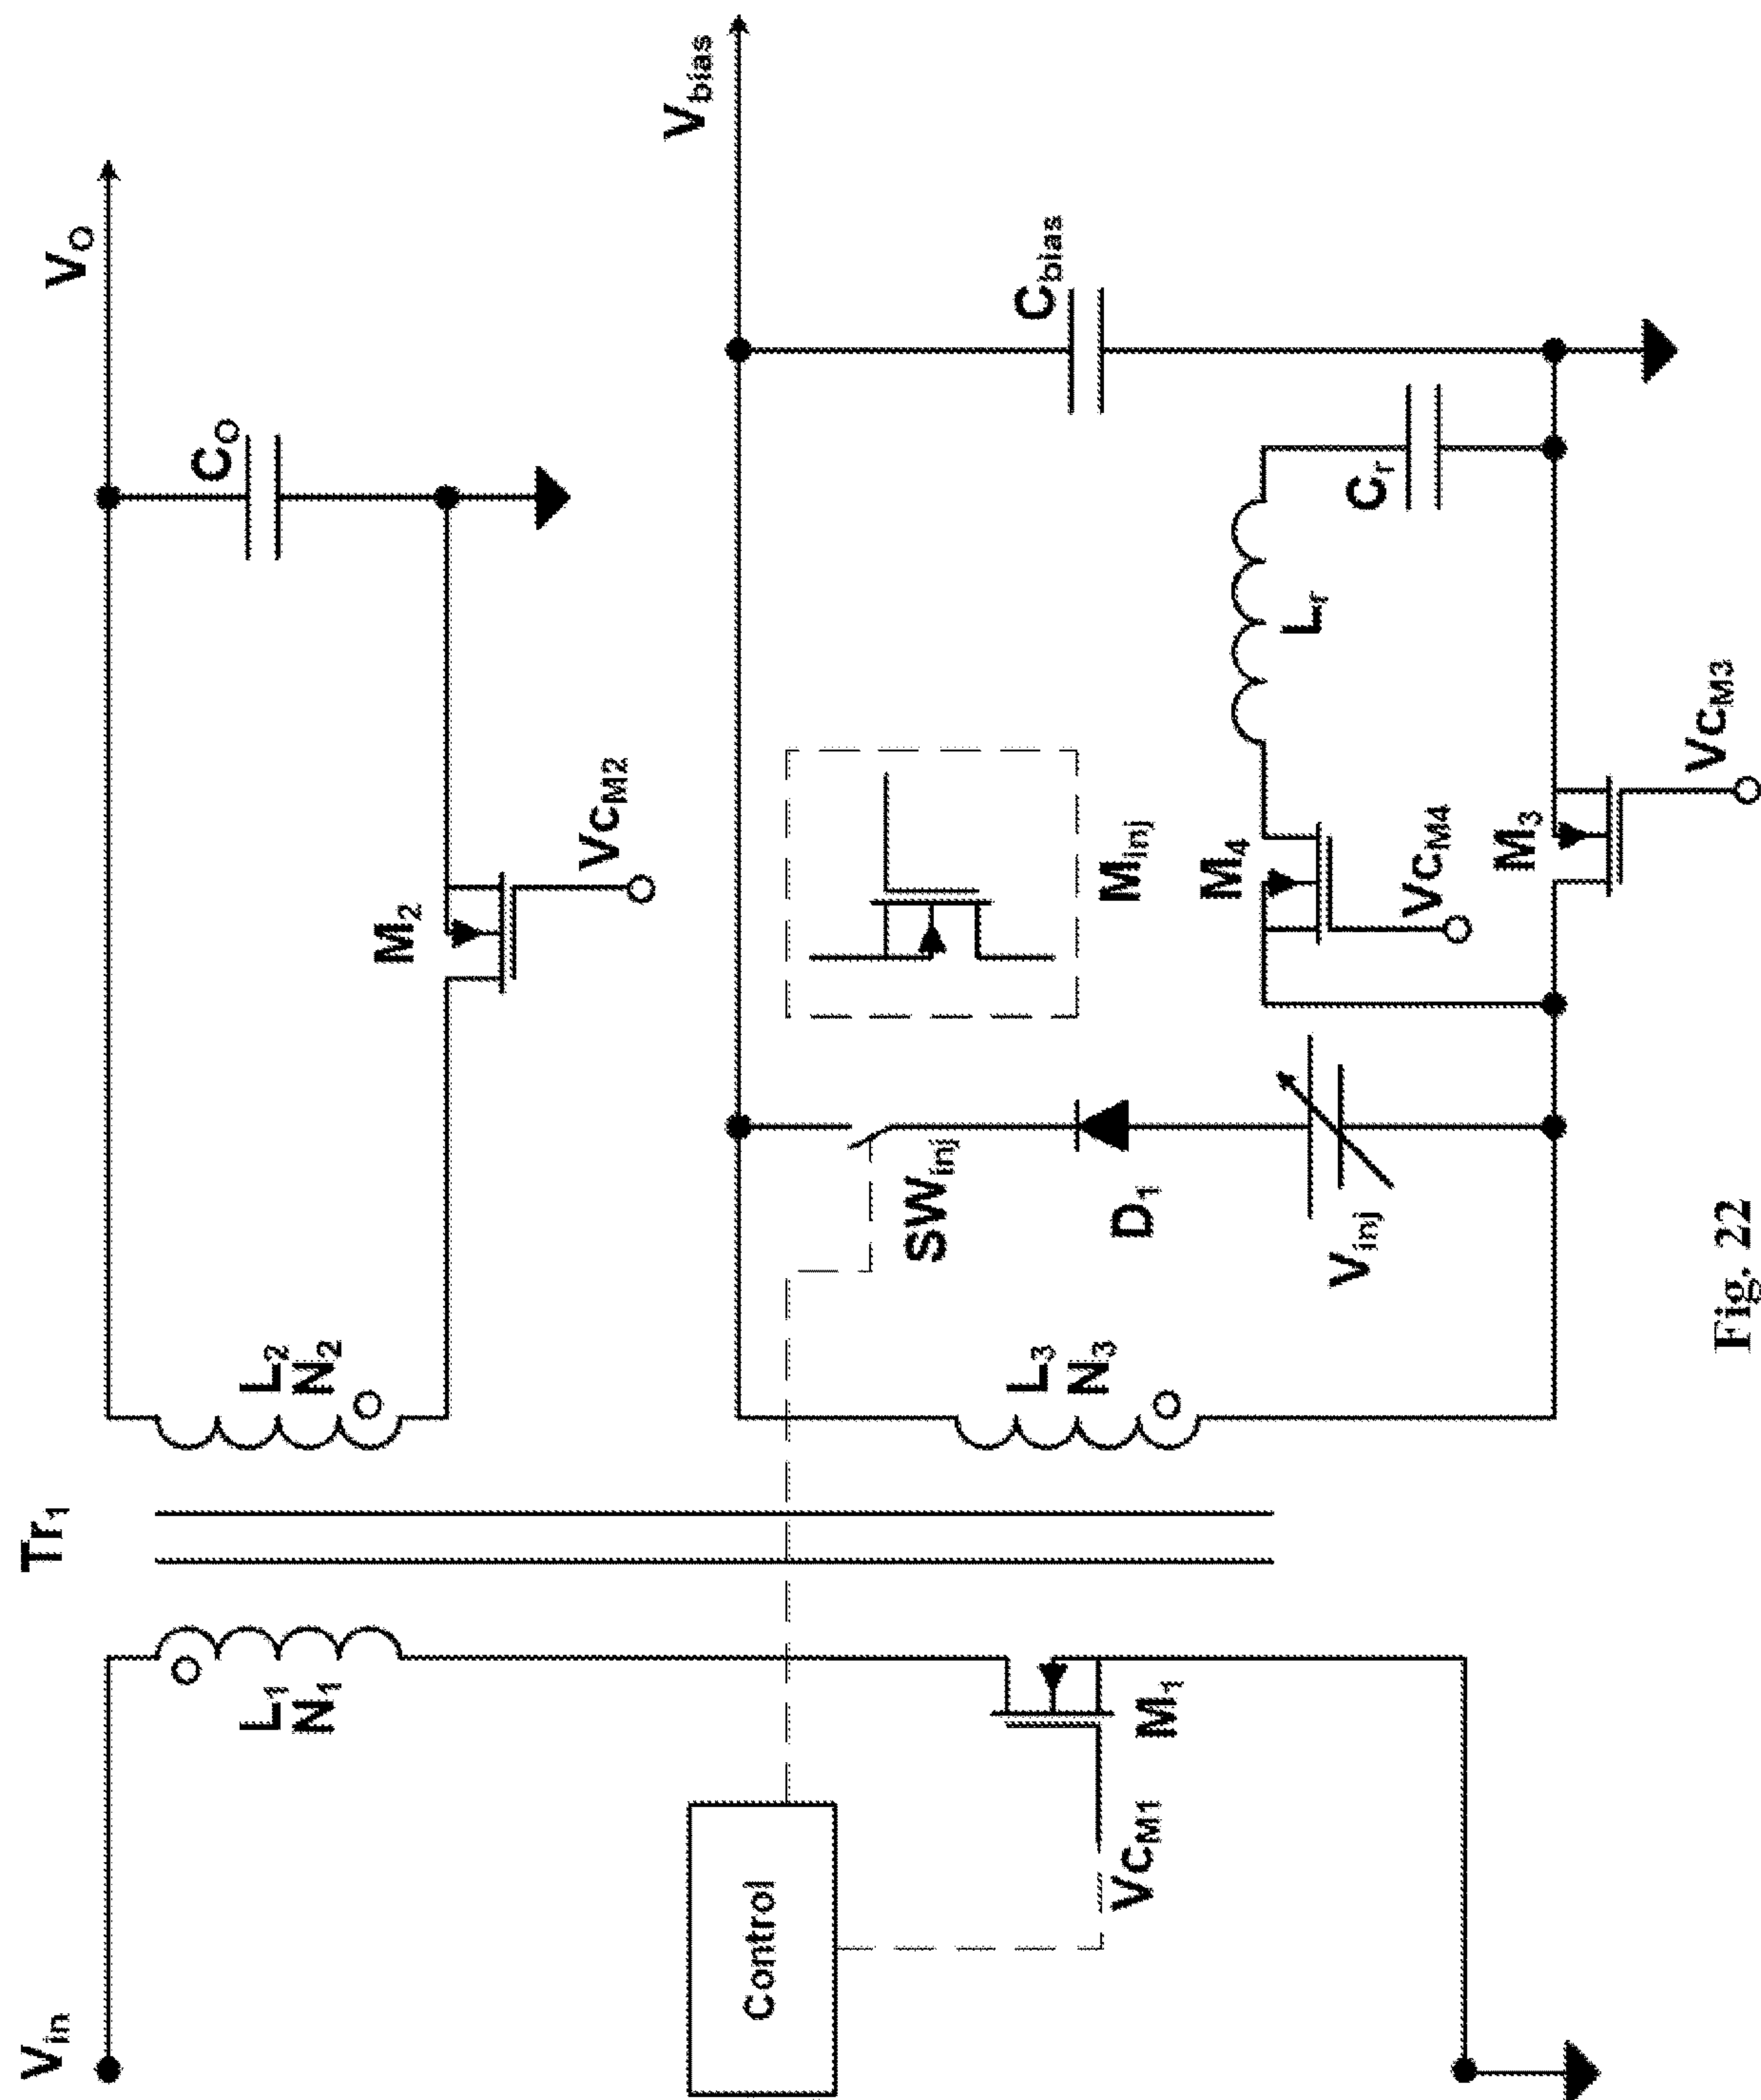 Vin
Tr1
VO
L1
N1
L2
N2
CO
M2
VCM2
Vbias
Control
VCM1
M1
L3
N3
SWinj
D1
Vinj
Minj
M4
VCM4
Lr
Cr
Cbias
M3
VCM3
Fig. 22